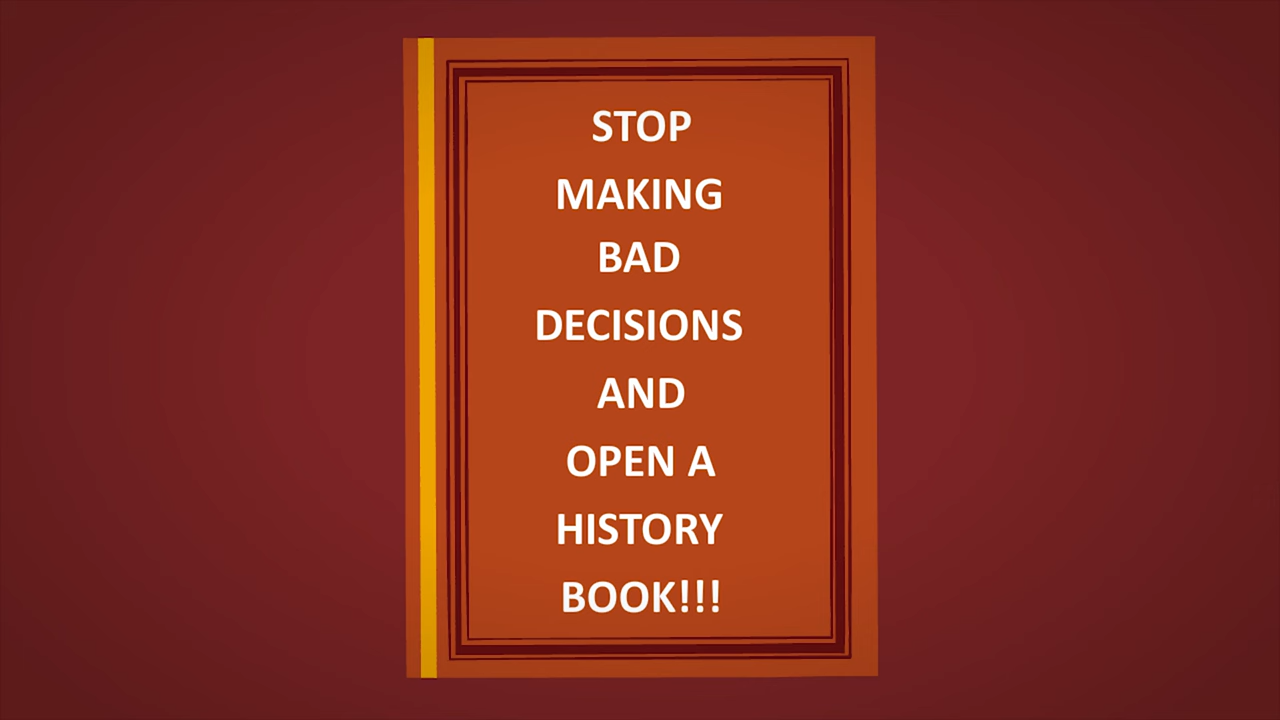 STOP
MAKING
BAD
DECISIONS
AND
OPEN A
HISTORY
BOOK!!!